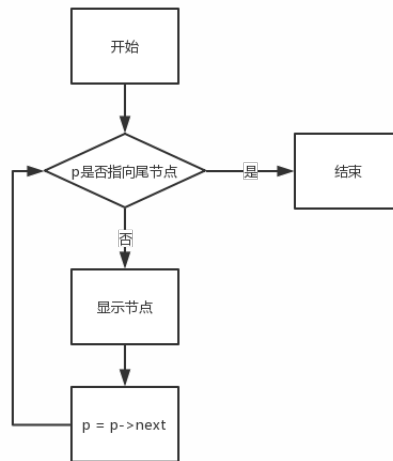 开始
p是否指向尾节点
是
结束
否
显示节点
p = p->next